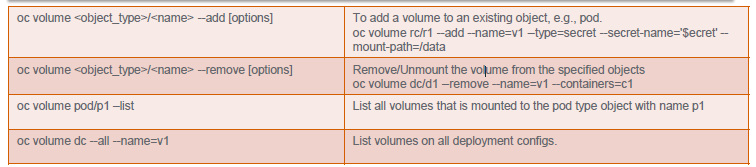 oc volume <object_type>/<name> --add [options]
To add a volume to an existing object, e.g., pod.
oc volume rc/r1 --add --name=v1 --type=secret --secret-name='$ecret' --
mount-path=/data
oc volume <object_type>/<name> --remove [options]
Remove/Unmount the volume from the specified objects
oc volume dc/d1 --remove --name=v1 --containers=c1
oc volume pod/p1 --list
List all volumes that is mounted to the pod type object with name p1
oc volume dc --all --name=v1
List volumes on all deployment configs.